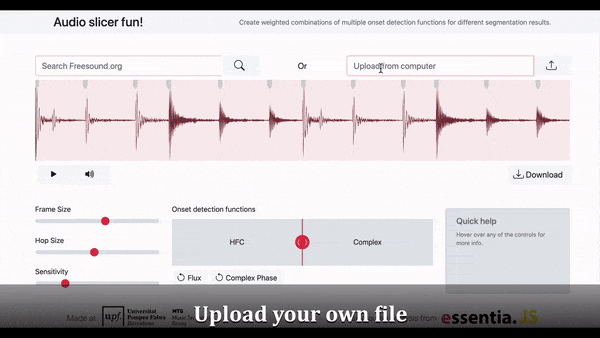 Audio slicer fun!
Create weighted combinations of multiple onset detection functions for different segmentation results.
Search Freesound.org
Or
Upload from computer
Download
Frame Size
Hop Size
Sensitivity
Onset detection functions
HFC
Complex
Flux
Complex Phase
Quick help
Hover over any of the controls for
more info.
Made at
upf.
Universitat
Pompeu Fabra
Barcelona
MTG
Music
Group
from
essentia.JS
Upload your own file